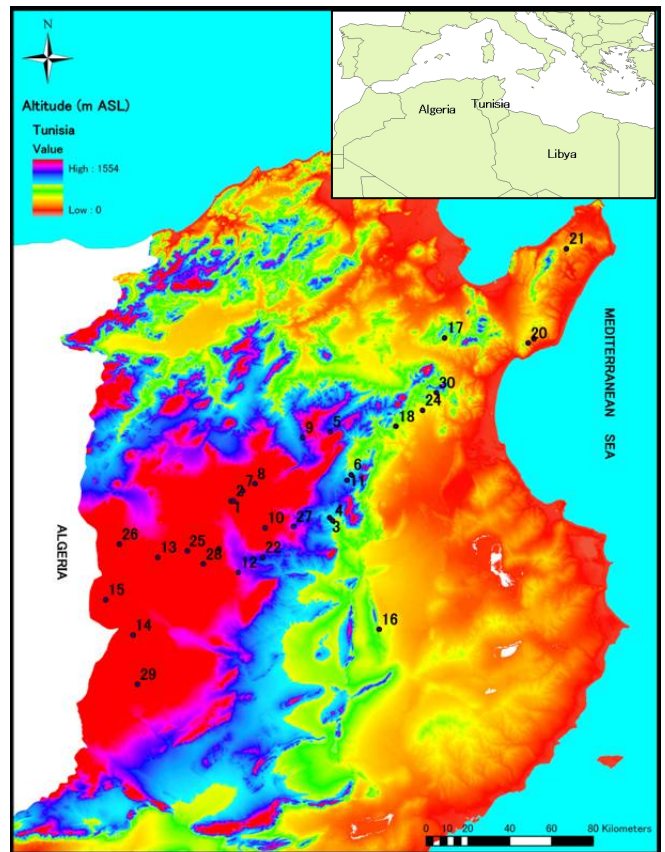 N
Altitude (m ASL)
Tunisia
Value
High : 1554
Low : 0
Algeria
Tunisia
Libya
21
20
17
30
24
18
5
9
6
11
8
7
2
1
4
3
10
27
25
26
13
28
22
12
15
14
16
29
MEDITERRANEAN SEA
ALGERIA
0 10 20 40 60 80 Kilometers